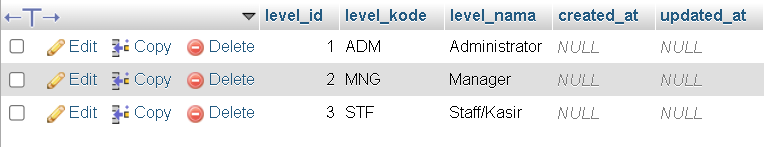 level_id level_kode level_nama created_at updated_at
Edit Copy Delete 1 ADM Administrator NULL NULL
Edit Copy Delete 2 MNG Manager NULL NULL
Edit Copy Delete 3 STF Staff/Kasir NULL NULL